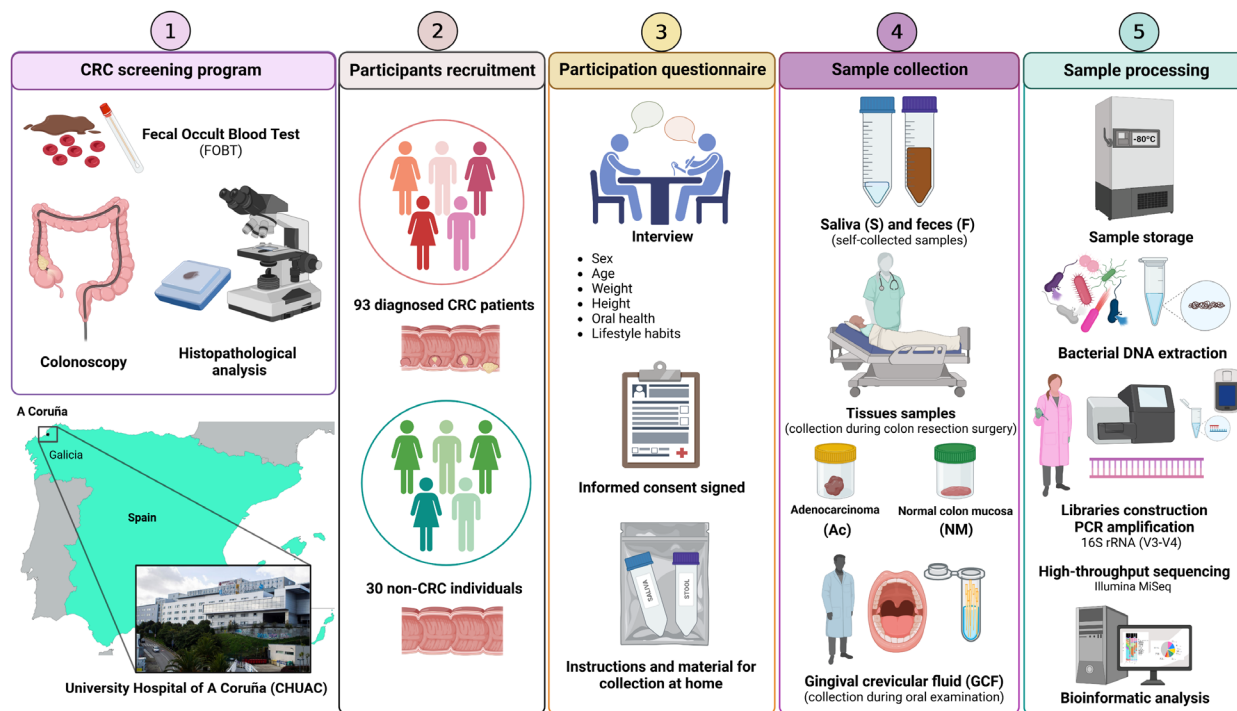 1
CRC screening program
Fecal Occult Blood Test
(FOBT)
Colonoscopy
Histopathological
analysis
A Coruña
Galicia
Spain
University Hospital of A Coruña (CHUAC)
2
Participants recruitment
93 diagnosed CRC patients
30 non-CRC individuals
3
Participation questionnaire
Interview
• Sex
• Age
• Weight
• Height
• Oral health
• Lifestyle habits
Informed consent signed
SALIVA
STOOL
Instructions and material for
collection at home
4
Sample collection
Saliva (S) and feces (F)
(self-collected samples)
Tissues samples
(collection during colon resection surgery)
Adenocarcinoma
(Ac)
Normal colon mucosa
(NM)
Gingival crevicular fluid (GCF)
(collection during oral examination)
5
Sample processing
-80°C
Sample storage
Bacterial DNA extraction
Libraries construction
PCR amplification
16S rRNA (V3-V4)
High-throughput sequencing
Illumina MiSeq
Bioinformatic analysis